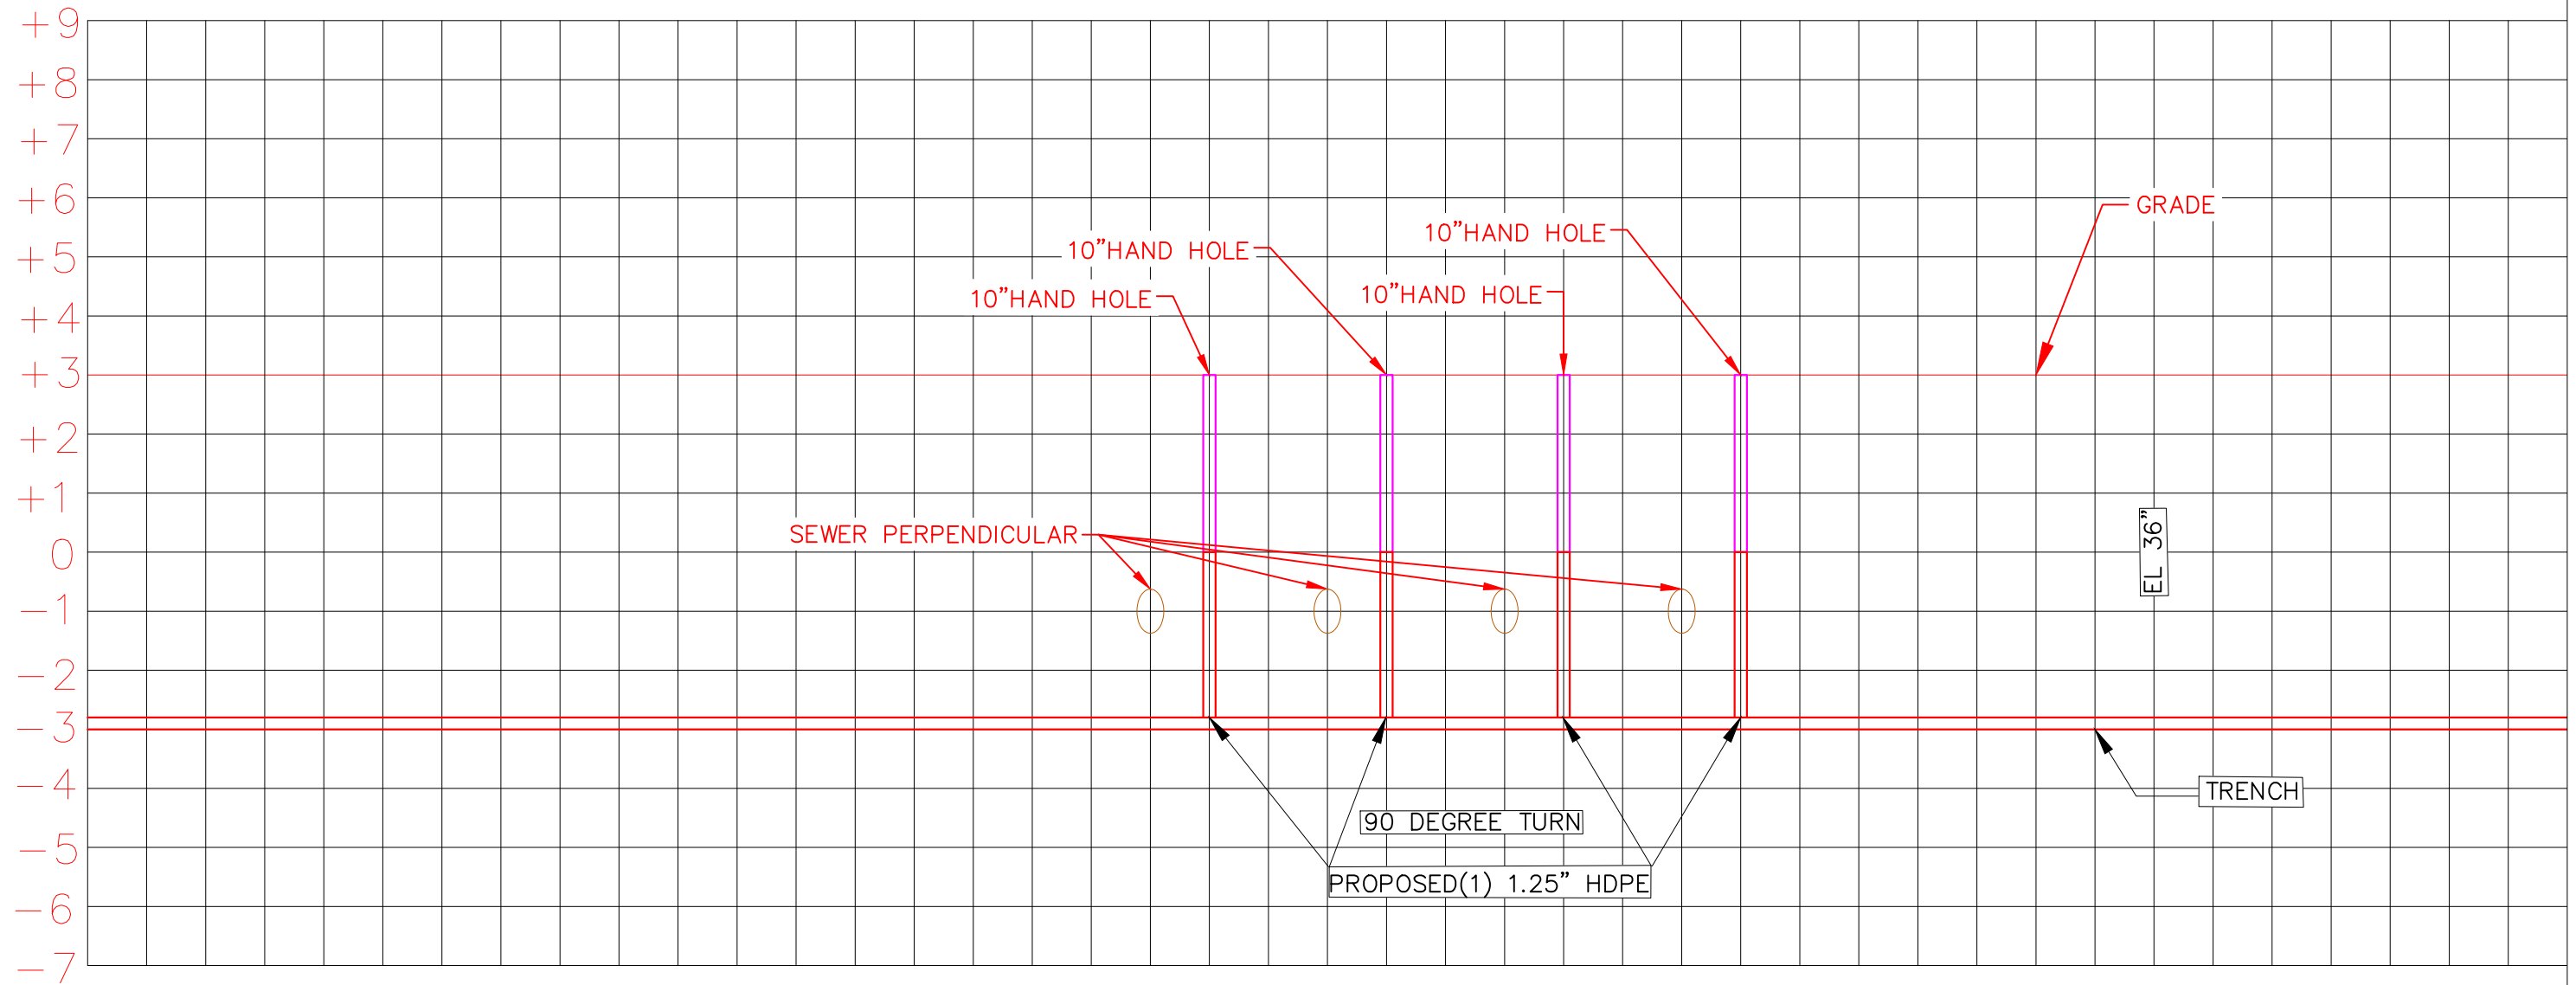 +9
+8
+7
+6
GRADE
10"HAND HOLE
+5
10"HAND HOLE
10"HAND HOLE
10"HAND HOLE
+4
+3
+2
+1
SEWER PERPENDICULAR
EL 36"
0
-1
-2
-3
-4
TRENCH
90 DEGREE TURN
-5
PROPOSED(1) 1.25" HDPE
-6
-7